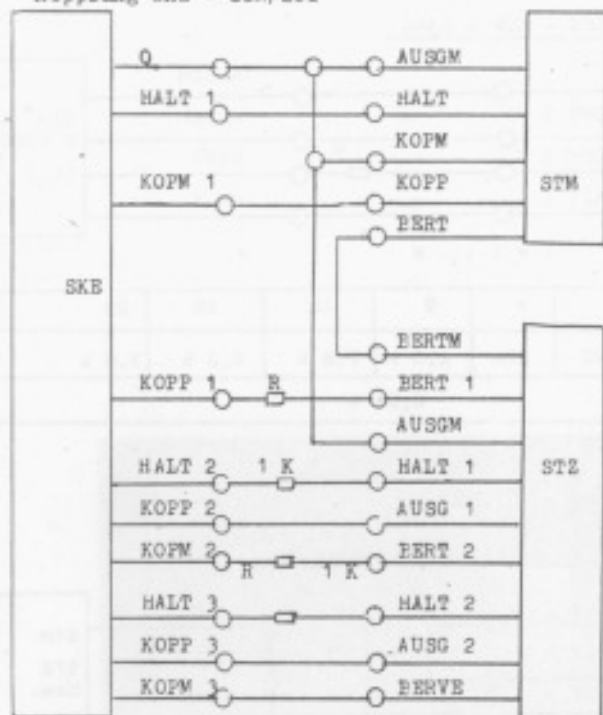 Q AUSGM
HALT 1 HALT
KOPM
KOPM 1 KOPP
STM
BERT
SKE
BERTM
KOPP 1 R BERT 1
AUSGM
HALT 2 1 K HALT 1
STZ
KOPP 2 AUSG 1
KOPM 2 BERT 2
R 1 K
HALT 3 HALT 2
KOPP 3 AUSG 2
KOPM 3 BERVE